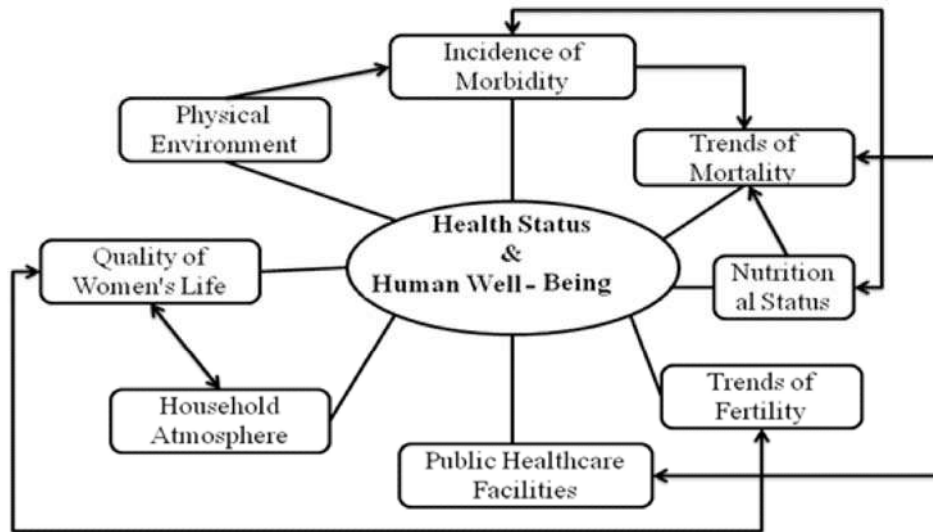 Incidence of
Morbidity
Physical
Environment
Trends of
Mortality
Health Status
&
Human Well - Being
Quality of
Women's Life
Nutrition
al Status
Household
Atmosphere
Trends of
Fertility
Public Healthcare
Facilities